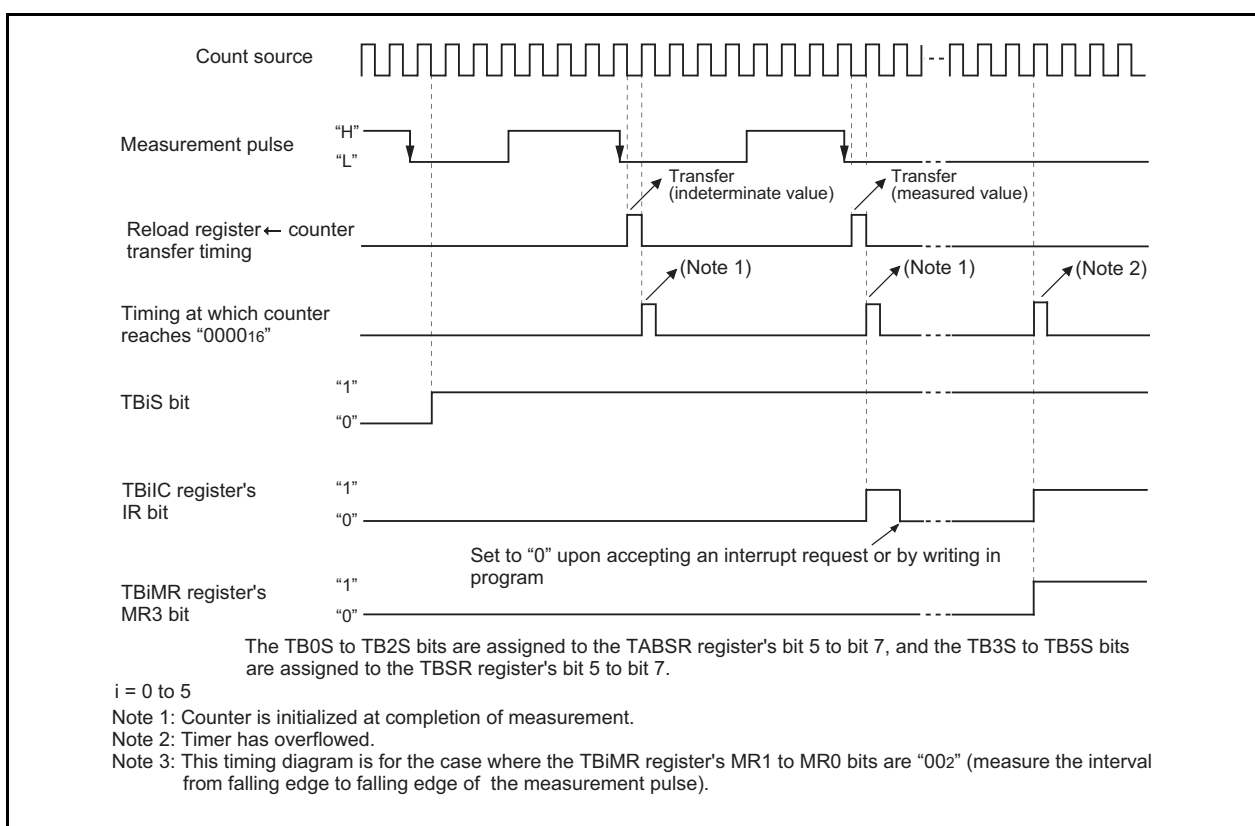 Count source
Measurement pulse
“H”
“L”
Transfer
(indeterminate value)
Transfer
(measured value)
Reload register ← counter
transfer timing
(Note 1)
(Note 1)
(Note 2)
Timing at which counter
reaches “000016”
TBiS bit
“1”
“0”
TBiIC register's
IR bit
“1”
“0”
Set to “0” upon accepting an interrupt request or by writing in
program
TBiMR register's
MR3 bit
“1”
“0”
The TB0S to TB2S bits are assigned to the TABSR register's bit 5 to bit 7, and the TB3S to TB5S bits
are assigned to the TBSR register's bit 5 to bit 7.
i = 0 to 5
Note 1: Counter is initialized at completion of measurement.
Note 2: Timer has overflowed.
Note 3: This timing diagram is for the case where the TBiMR register's MR1 to MR0 bits are “002” (measure the interval
from falling edge to falling edge of the measurement pulse).